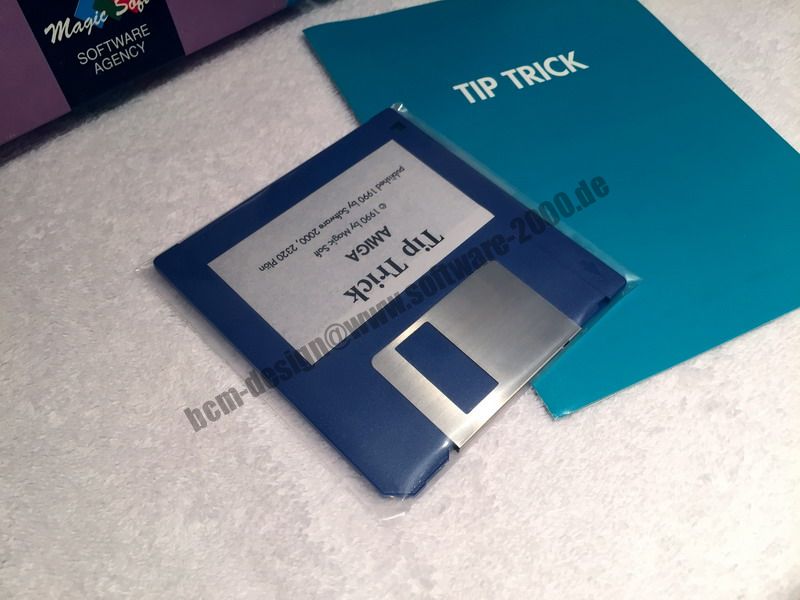 Magic Soft
SOFTWARE
AGENCY
TIP TRICK
Tip Trick
AMIGA
© 1990 by Magic Soft
published 1990 by Software 2000, 2320 Plön
bcm-design@www.software-2000.de